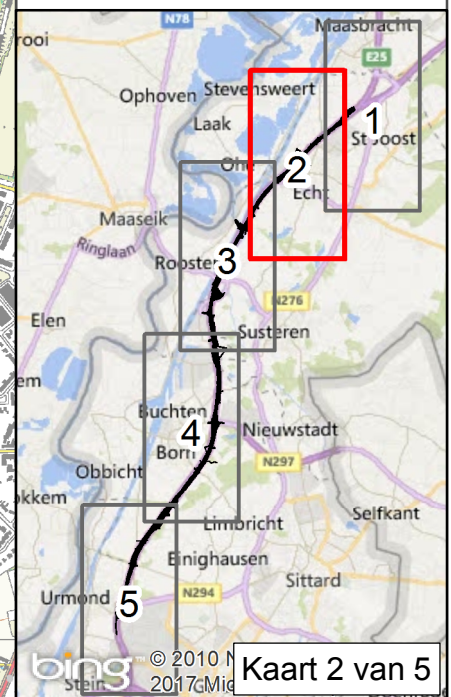 N78
Maasbracht
rooi
E25
Ophoven Stevensweert
Laak
1
St Joost
2
Ohe
Echt
Maaseik
Ringlaan
Rooster
3
N276
Elen
Susteren
em
Buchten
4
Nieuwstadt
Born
N297
Obbicht
okkem
Limbricht
Selfkant
Einighausen
Sittard
N294
Urmond
5
bing
© 2010 N
Stein
2017 Mic
Kaart 2 van 5